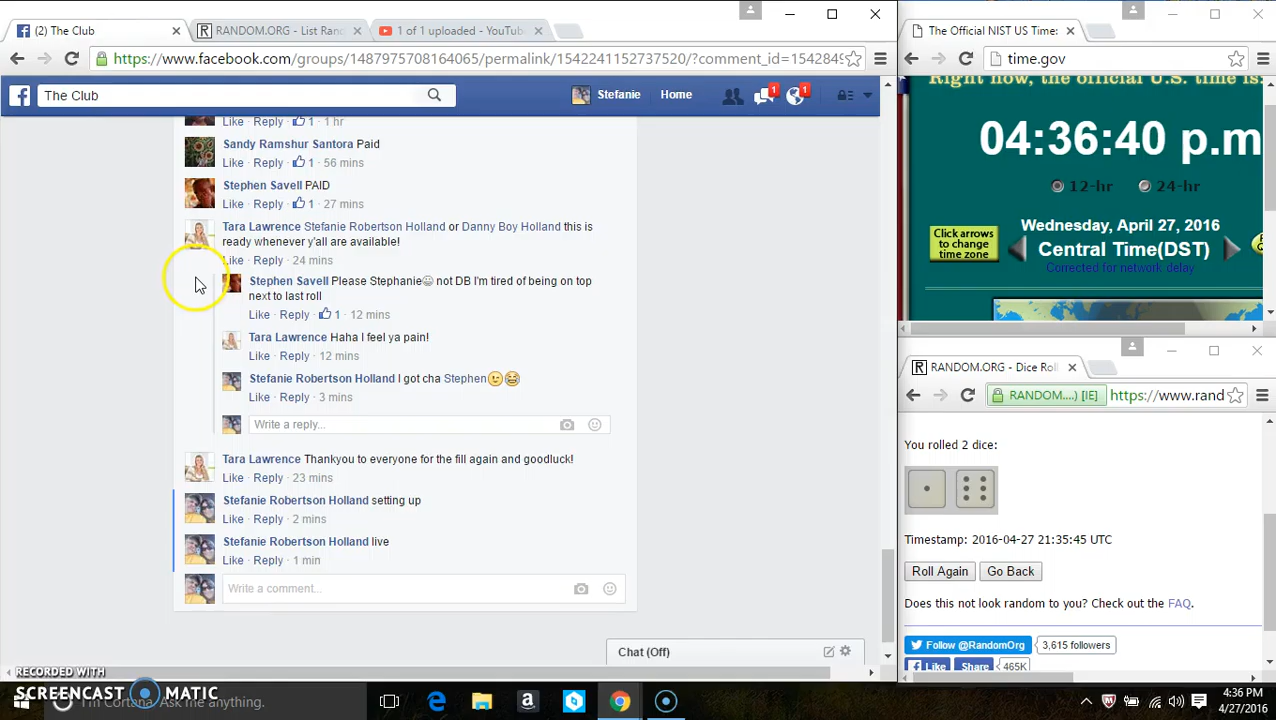 (2) The Club
RANDOM.ORG - List Ran
1 of 1 uploaded - YouTub
https://www.facebook.com/groups/1487975708164065/permalink/1542241152737520/?comment_id=1542849
The Club
Stefanie
Home
1
1
Like · Reply · 1 · 1 hr
Sandy Ramshur Santora Paid
Like · Reply · 1 · 56 mins
Stephen Savell PAID
Like · Reply · 1 · 27 mins
Tara Lawrence Stefanie Robertson Holland or Danny Boy Holland this is
ready whenever y'all are available!
Like · Reply · 24 mins
Stephen Savell Please Stephanie not DB I'm tired of being on top
next to last roll
Like · Reply · 1 · 12 mins
Tara Lawrence Haha I feel ya pain!
Like · Reply · 12 mins
Stefanie Robertson Holland I got cha Stephen
Like · Reply · 3 mins
Write a reply...
Tara Lawrence Thankyou to everyone for the fill again and goodluck!
Like · Reply · 23 mins
Stefanie Robertson Holland setting up
Like · Reply · 2 mins
Stefanie Robertson Holland live
Like · Reply · 1 min
Write a comment...
Chat (Off)
The Official NIST US Time:
time.gov
Right now, the official U.S. time is:
04:36:40 p.m
12-hr
24-hr
Click arrows
to change
time zone
Wednesday, April 27, 2016
Central Time(DST)
Corrected for network delay
RANDOM.ORG - Dice Roll
RANDOM....) [IE]
https://www.rand
You rolled 2 dice:
Timestamp: 2016-04-27 21:35:45 UTC
Roll Again
Go Back
Does this not look random to you? Check out the FAQ.
Follow @RandomOrg
3,615 followers
Like
Share
465K
RECORDED WITH
SCREENCAST MATIC
I'm Cortana. Ask me anything.
4:36 PM
4/27/2016